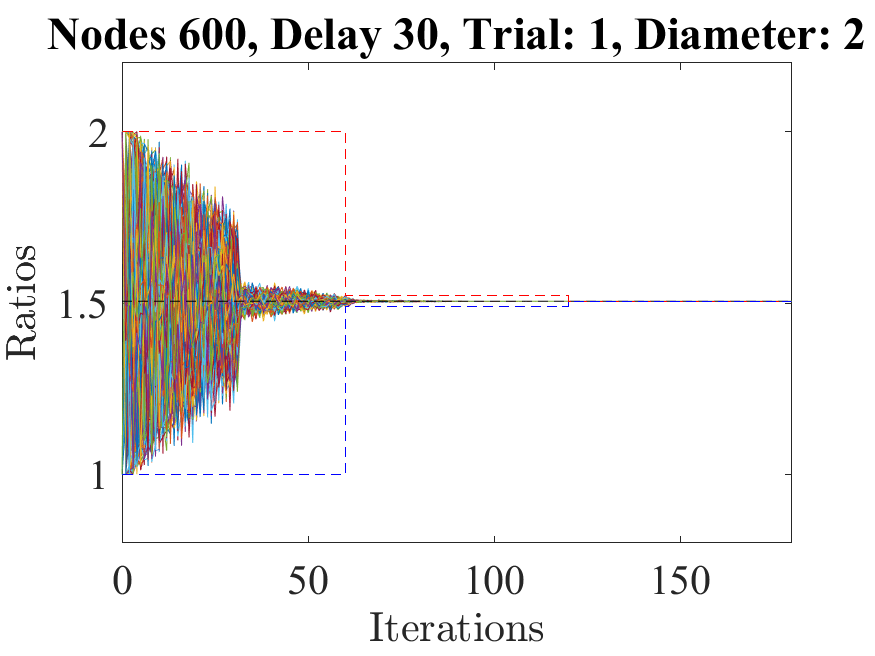 Nodes 600, Delay 30, Trial: 1, Diameter: 2
2
1.5
1
Ratios
0 50 100 150
Iterations